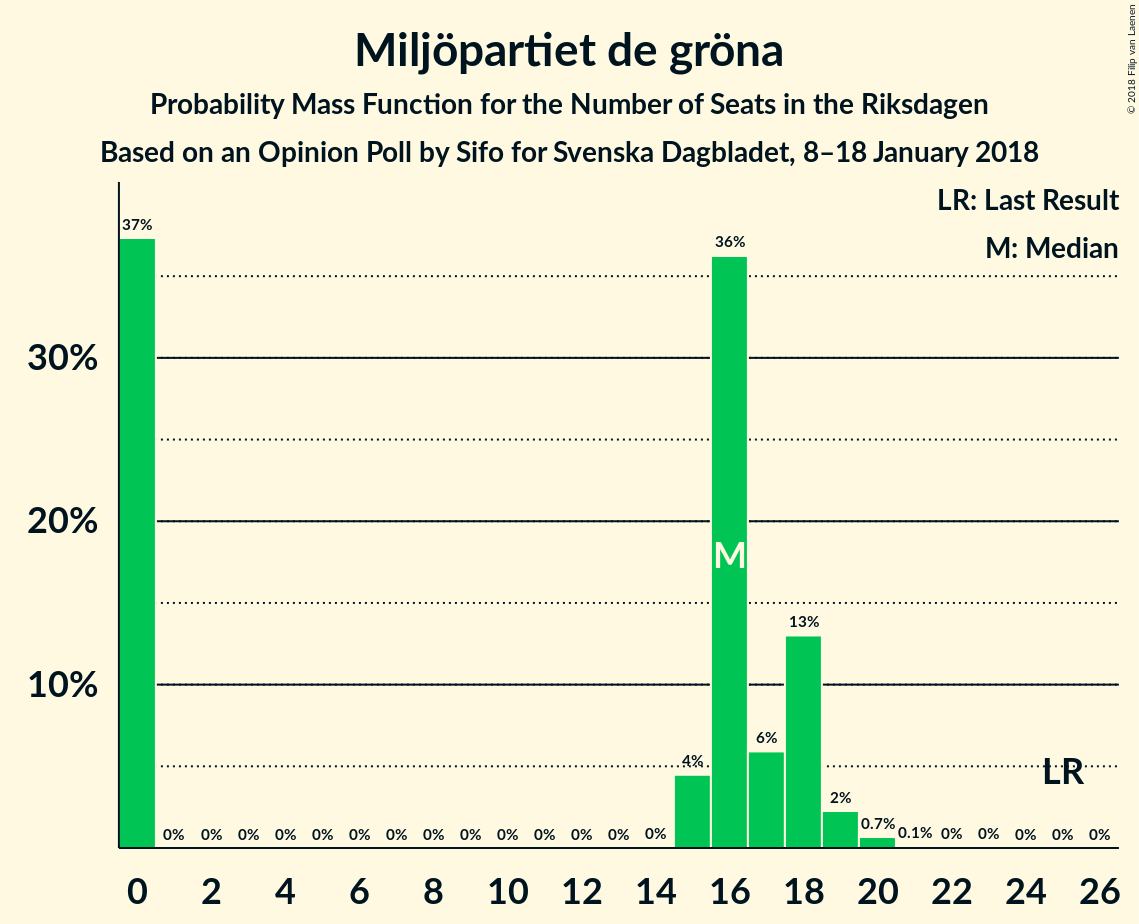 Miljöpartiet de gröna
Probability Mass Function for the Number of Seats in the Riksdagen
Based on an Opinion Poll by Sifo for Svenska Dagbladet, 8–18 January 2018
© 2018 Filip van Laenen
LR: Last Result
M: Median
37%
36%
30%
20%
M
13%
10%
6%
4%
LR
2%
0.7%
0% 0% 0% 0% 0% 0% 0% 0% 0% 0% 0% 0% 0% 0% 0.1% 0% 0% 0% 0% 0%
0 2 4 6 8 10 12 14 16 18 20 22 24 26